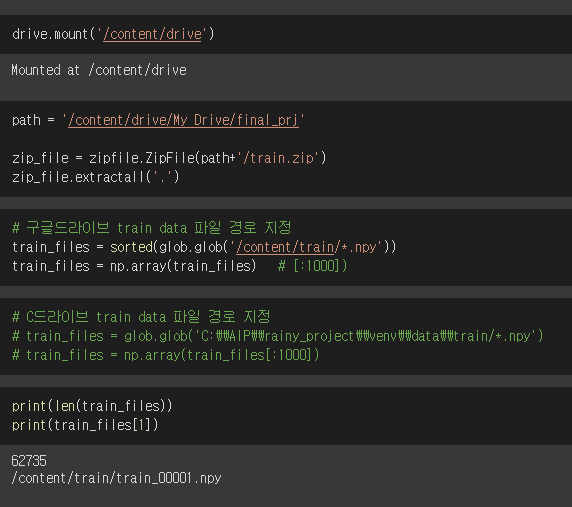 drive.mount('/content/drive')
Mounted at /content/drive
path = '/content/drive/My Drive/final_prj'
zip_file = zipfile.ZipFile(path+'/train.zip')
zip_file.extractall('.')
# 구글드라이브 train data 파일 경로 지정
train_files = sorted(glob.glob('/content/train/*.npy'))
train_files = np.array(train_files)   # [:1000])
# C드라이브 train data 파일 경로 지정
# train_files = glob.glob('C:₩₩AIP₩₩rainy_project₩₩venv₩₩data₩₩train/*.npy')
# train_files = np.array(train_files[:1000])
print(len(train_files))
print(train_files[1])
62735
/content/train/train_00001.npy